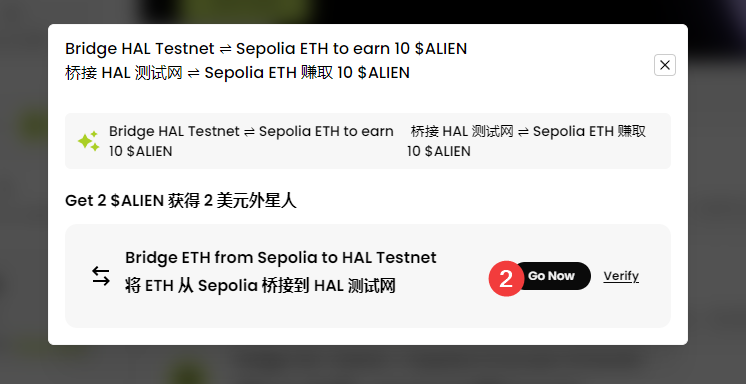 Bridge HAL Testnet ⇌ Sepolia ETH to earn 10 $ALIEN
桥接 HAL 测试网 ⇌ Sepolia ETH 赚取 10 $ALIEN
Bridge HAL Testnet ⇌ Sepolia ETH to earn
10 $ALIEN
桥接 HAL 测试网 ⇌ Sepolia ETH 赚取
10 $ALIEN
Get 2 $ALIEN 获得 2 美元外星人
Bridge ETH from Sepolia to HAL Testnet
将 ETH 从 Sepolia 桥接到 HAL 测试网
2 Go Now Verify